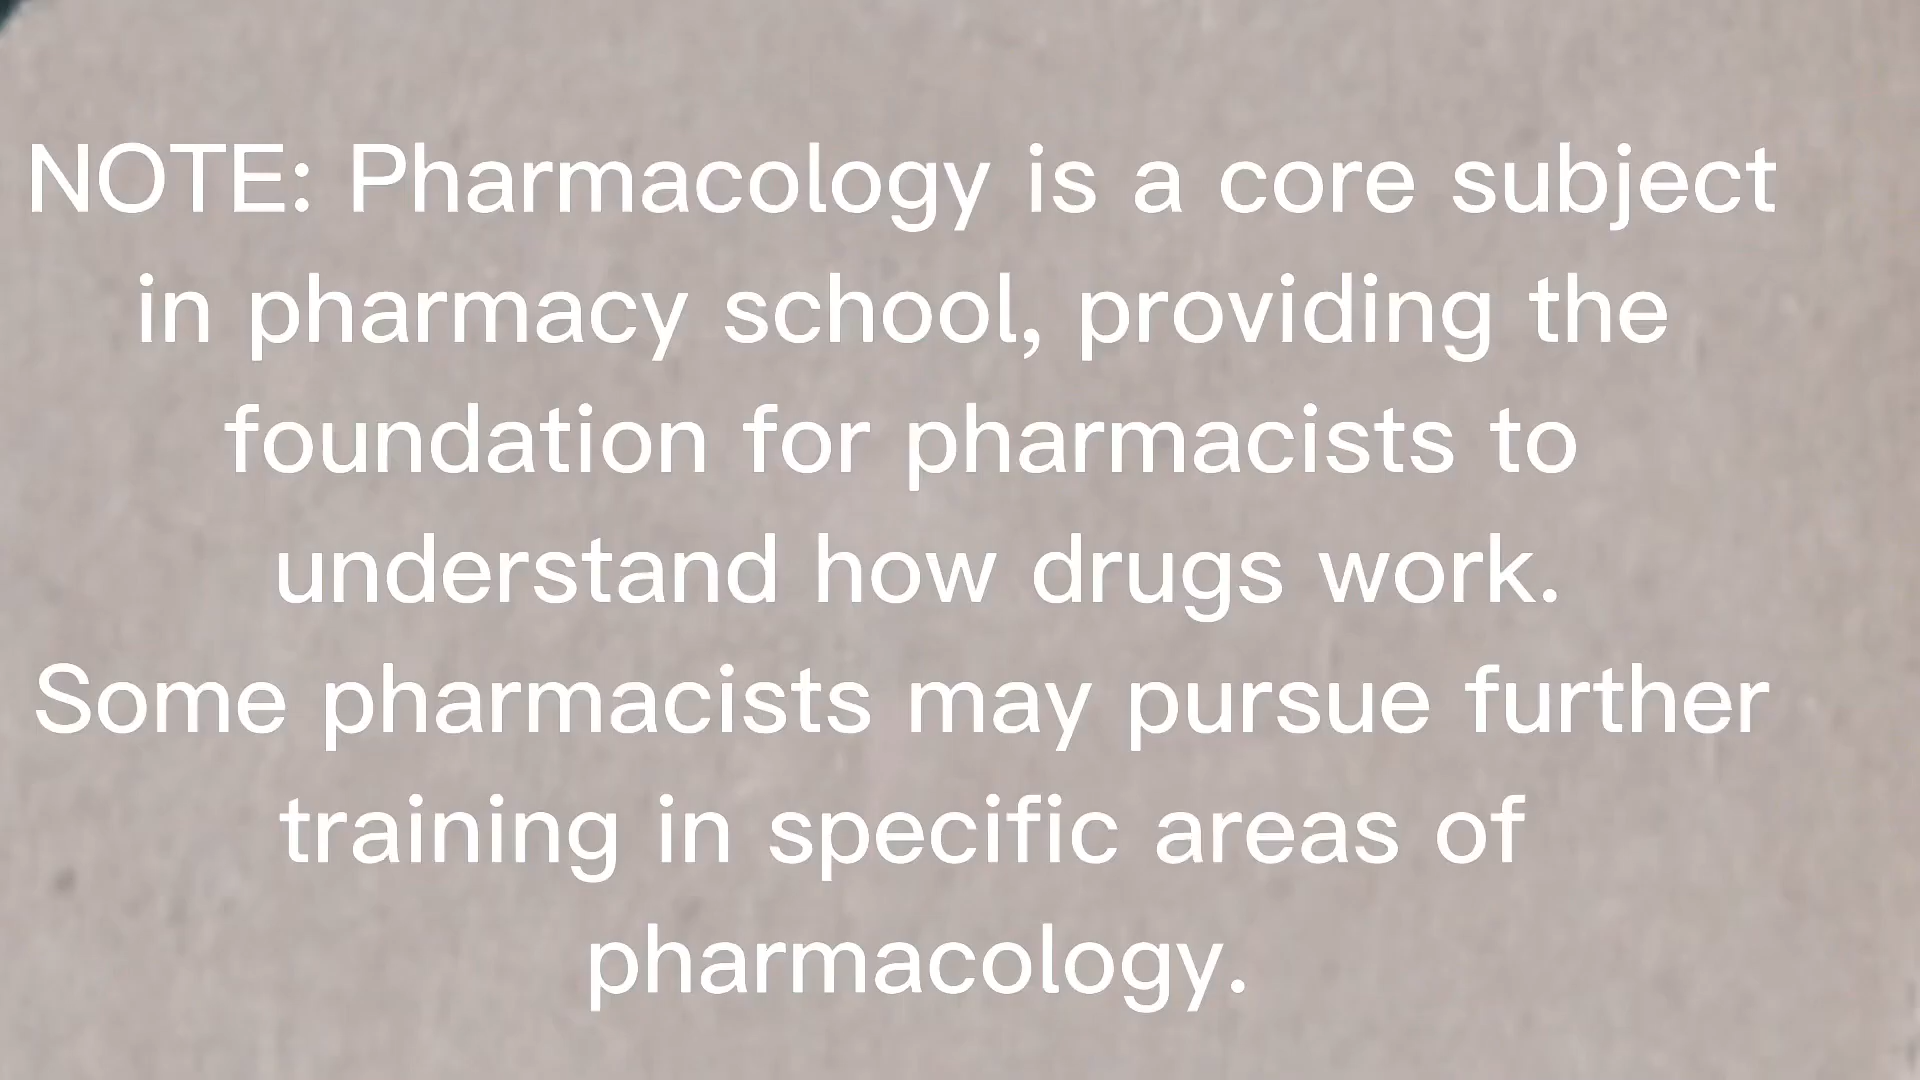 NOTE: Pharmacology is a core subject
in pharmacy school, providing the
foundation for pharmacists to
understand how drugs work.
Some pharmacists may pursue further
training in specific areas of
pharmacology.